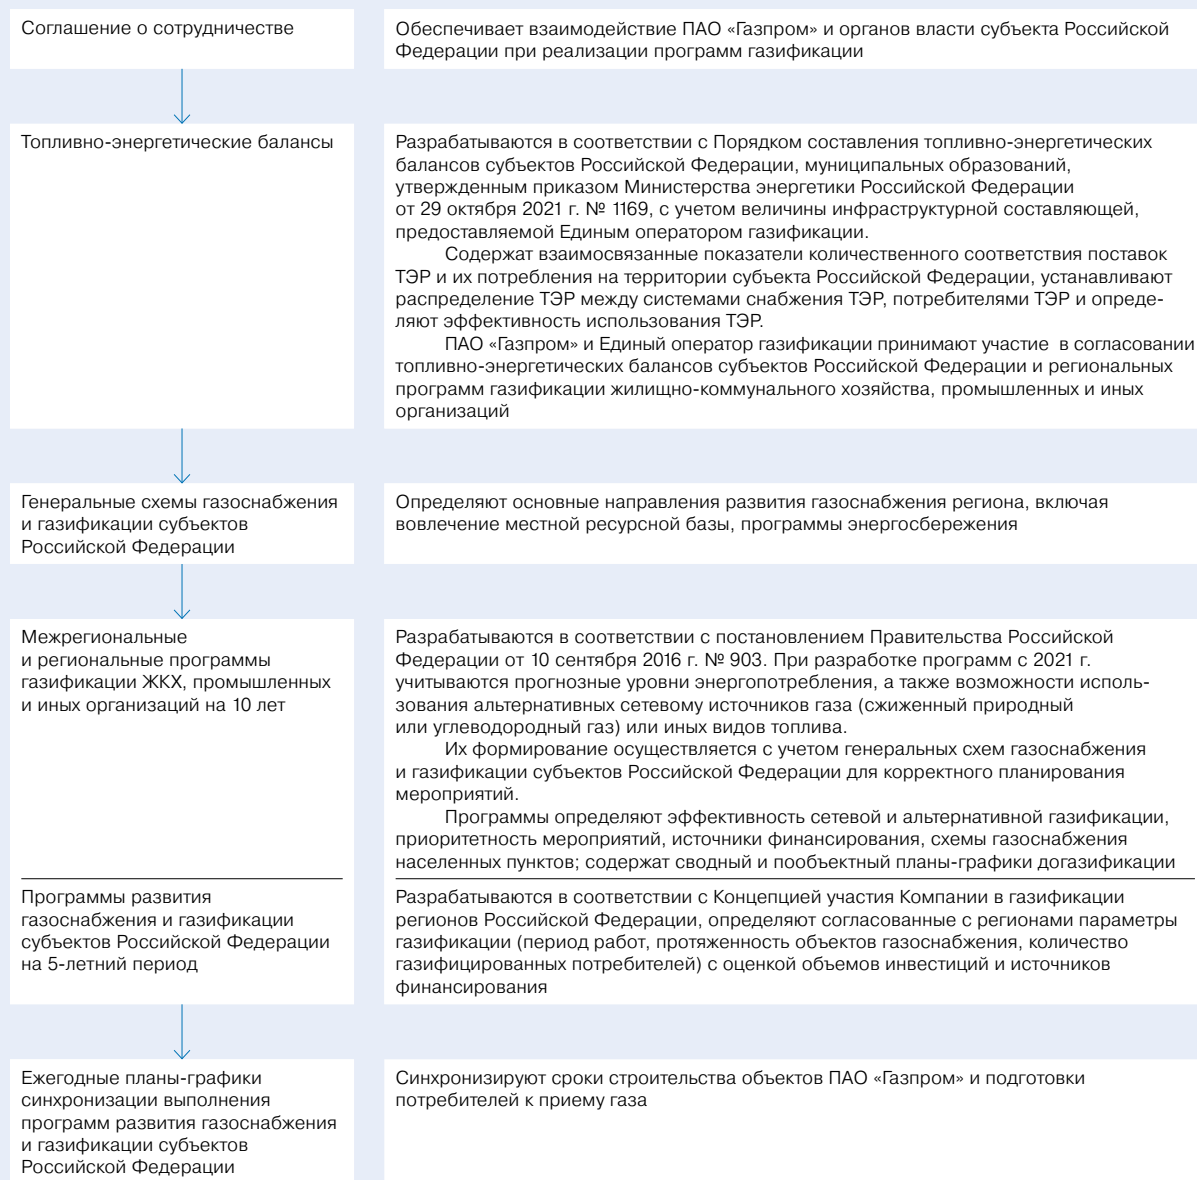 Соглашение о сотрудничестве
Обеспечивает взаимодействие ПАО «Газпром» и органов власти субъекта Российской
Федерации при реализации программ газификации
Топливно-энергетические балансы
Разрабатываются в соответствии с Порядком составления топливно-энергетических
балансов субъектов Российской Федерации, муниципальных образований,
утвержденным приказом Министерства энергетики Российской Федерации
от 29 октября 2021 г. № 1169, с учетом величины инфраструктурной составляющей,
предоставляемой Единым оператором газификации.
Содержат взаимосвязанные показатели количественного соответствия поставок
ТЭР и их потребления на территории субъекта Российской Федерации, устанавливают
распределение ТЭР между системами снабжения ТЭР, потребителями ТЭР и опреде-
ляют эффективность использования ТЭР.
ПАО «Газпром» и Единый оператор газификации принимают участие в согласовании
топливно-энергетических балансов субъектов Российской Федерации и региональных
программ газификации жилищно-коммунального хозяйства, промышленных и иных
организаций
Генеральные схемы газоснабжения
и газификации субъектов
Российской Федерации
Определяют основные направления развития газоснабжения региона, включая
вовлечение местной ресурсной базы, программы энергосбережения
Межрегиональные
и региональные программы
газификации ЖКХ, промышленных
и иных организаций на 10 лет
Разрабатываются в соответствии с постановлением Правительства Российской
Федерации от 10 сентября 2016 г. № 903. При разработке программ с 2021 г.
учитываются прогнозные уровни энергопотребления, а также возможности исполь-
зования альтернативных сетевому источников газа (сжиженный природный
или углеводородный газ) или иных видов топлива.
Их формирование осуществляется с учетом генеральных схем газоснабжения
и газификации субъектов Российской Федерации для корректного планирования
мероприятий.
Программы определяют эффективность сетевой и альтернативной газификации,
приоритетность мероприятий, источники финансирования, схемы газоснабжения
населенных пунктов; содержат сводный и пообъектный планы-графики догазификации
Программы развития
газоснабжения и газификации
субъектов Российской Федерации
на 5-летний период
Разрабатываются в соответствии с Концепцией участия Компании в газификации
регионов Российской Федерации, определяют согласованные с регионами параметры
газификации (период работ, протяженность объектов газоснабжения, количество
газифицированных потребителей) с оценкой объемов инвестиций и источников
финансирования
Ежегодные планы-графики
синхронизации выполнения
программ развития газоснабжения
и газификации субъектов
Российской Федерации
Синхронизируют сроки строительства объектов ПАО «Газпром» и подготовки
потребителей к приему газа